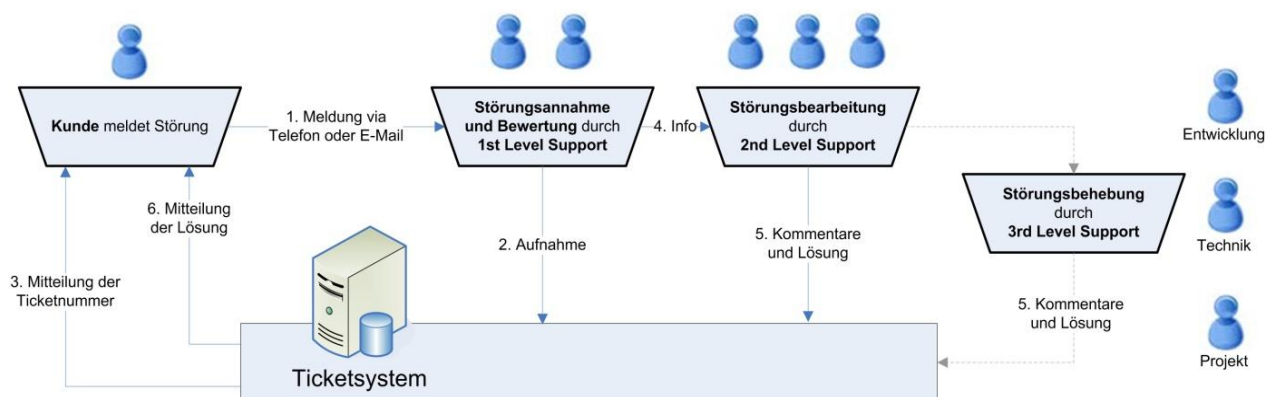 Kunde meldet Störung
1. Meldung via
Telefon oder E-Mail
Störungsannahme
und Bewertung durch
1st Level Support
4. Info
Störungsbearbeitung
durch
2nd Level Support
Entwicklung
Störungsbehebung
durch
3rd Level Support
Technik
6. Mitteilung
der Lösung
2. Aufnahme
5. Kommentare
und Lösung
3. Mitteilung der
Ticketnummer
5. Kommentare
und Lösung
Projekt
Ticketsystem